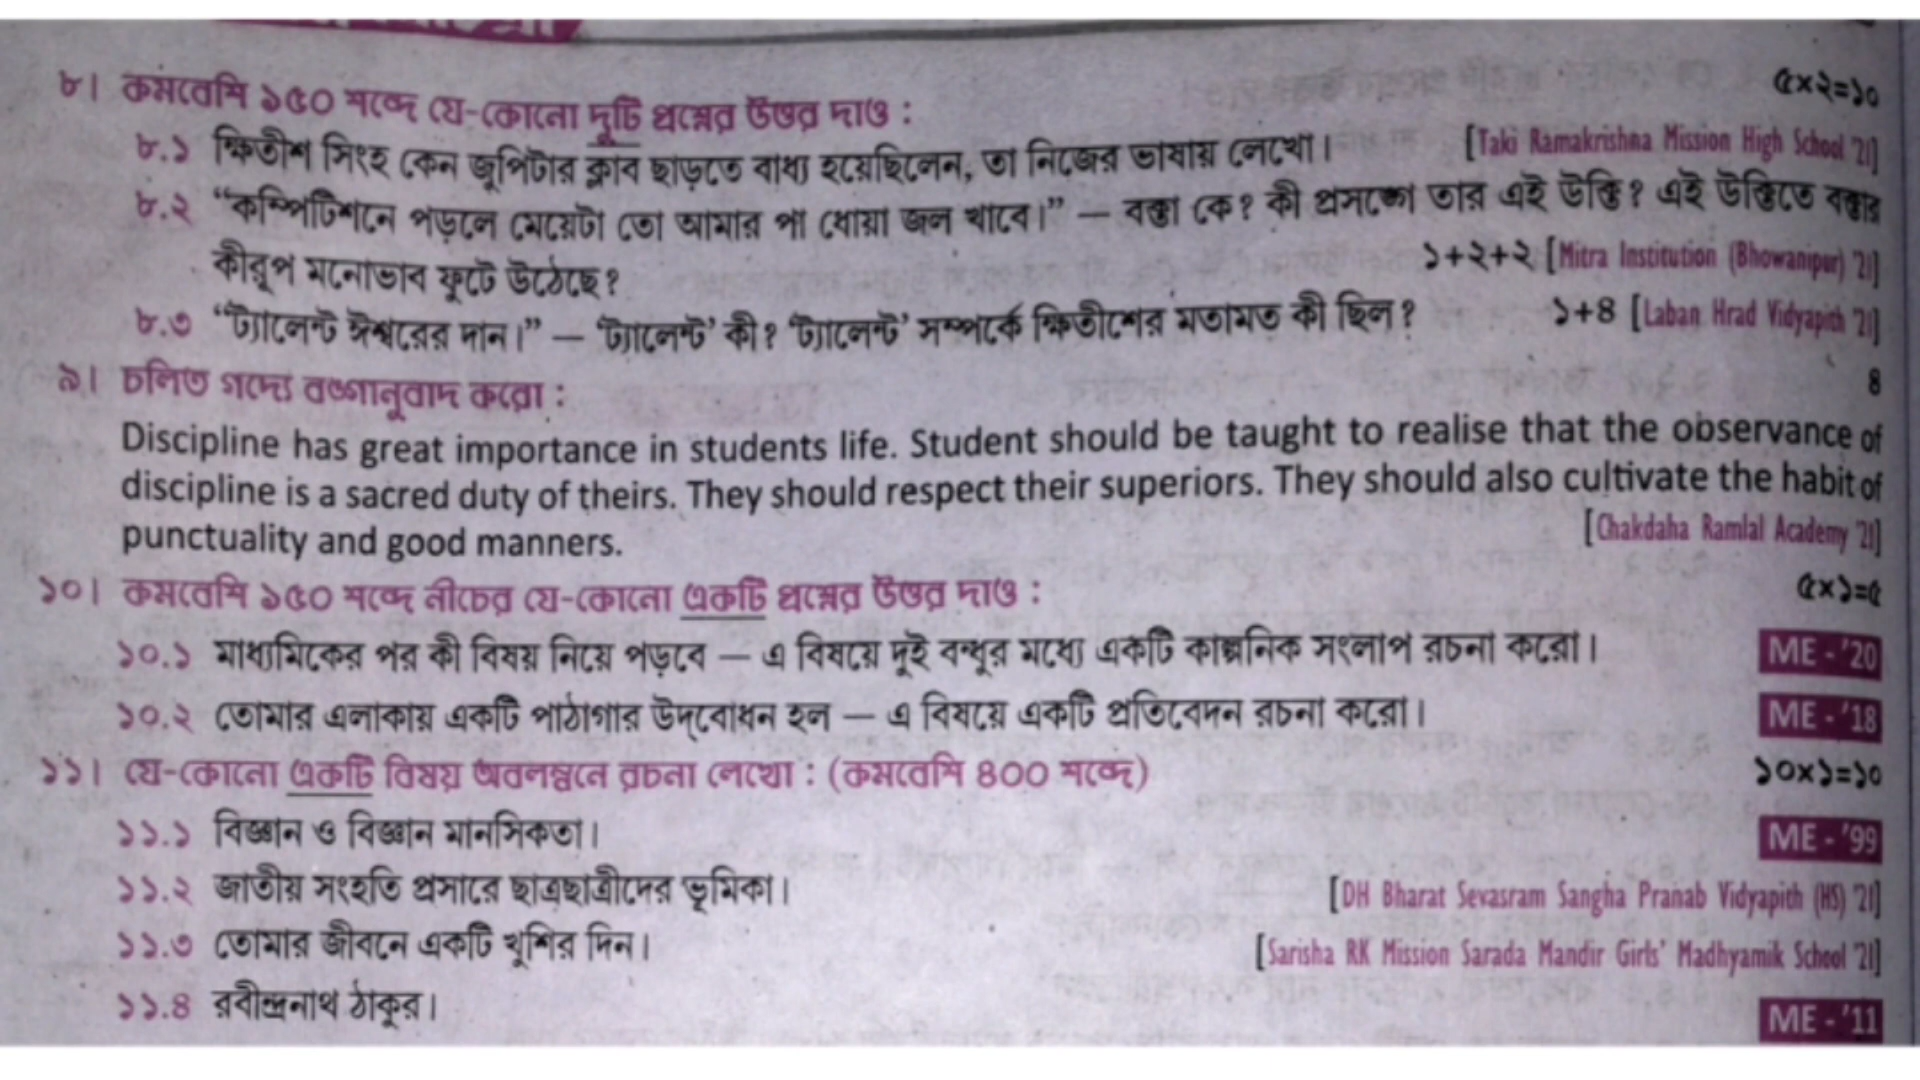 ৮। কমবেশি ১৫০ শব্দে যে-কোনো দুটি প্রশ্নের উত্তর দাও : ৫×২=১০
৮.১ ক্ষিতীশ সিংহ কেন জুপিটার ক্লাব ছাড়তে বাধ্য হয়েছিলেন, তা নিজের ভাষায় লেখো। [Taki Ramakrishna Mission High School '21]
৮.২ “কম্পিটিশনে পড়লে মেয়েটা তো আমার পা ধোয়া জল খাবে।” — বক্তা কে? কী প্রসঙ্গে তার এই উক্তি? এই উক্তিতে বক্তার
কীরূপ মনোভাব ফুটে উঠেছে? ১+২+২ [Mitra Institution (Bhowanipur) '21]
৮.৩ “ট্যালেন্ট ঈশ্বরের দান।” — ‘ট্যালেন্ট’ কী? ‘ট্যালেন্ট’ সম্পর্কে ক্ষিতীশের মতামত কী ছিল? ১+৪ [Laban Hrad Vidyapith '21]
৯। চলিত গদ্যে বঙ্গানুবাদ করো : ৪
Discipline has great importance in students life. Student should be taught to realise that the observance of
discipline is a sacred duty of theirs. They should respect their superiors. They should also cultivate the habit of
punctuality and good manners. [Chakdaha Ramlal Academy '21]
১০। কমবেশি ১৫০ শব্দে নীচের যে-কোনো একটি প্রশ্নের উত্তর দাও : ৫×১=৫
১০.১ মাধ্যমিকের পর কী বিষয় নিয়ে পড়বে — এ বিষয়ে দুই বন্ধুর মধ্যে একটি কাল্পনিক সংলাপ রচনা করো। ME - '20
১০.২ তোমার এলাকায় একটি পাঠাগার উদ্‌বোধন হল — এ বিষয়ে একটি প্রতিবেদন রচনা করো। ME - '18
১১। যে-কোনো একটি বিষয় অবলম্বনে রচনা লেখো : (কমবেশি ৪০০ শব্দে) ১০×১=১০
১১.১ বিজ্ঞান ও বিজ্ঞান মানসিকতা। ME - '99
১১.২ জাতীয় সংহতি প্রসারে ছাত্রছাত্রীদের ভূমিকা। [DH Bharat Sevasram Sangha Pranab Vidyapith (HS) '21]
১১.৩ তোমার জীবনে একটি খুশির দিন। [Sarisha RK Mission Sarada Mandir Girls' Madhyamik School '21]
১১.৪ রবীন্দ্রনাথ ঠাকুর। ME - '11